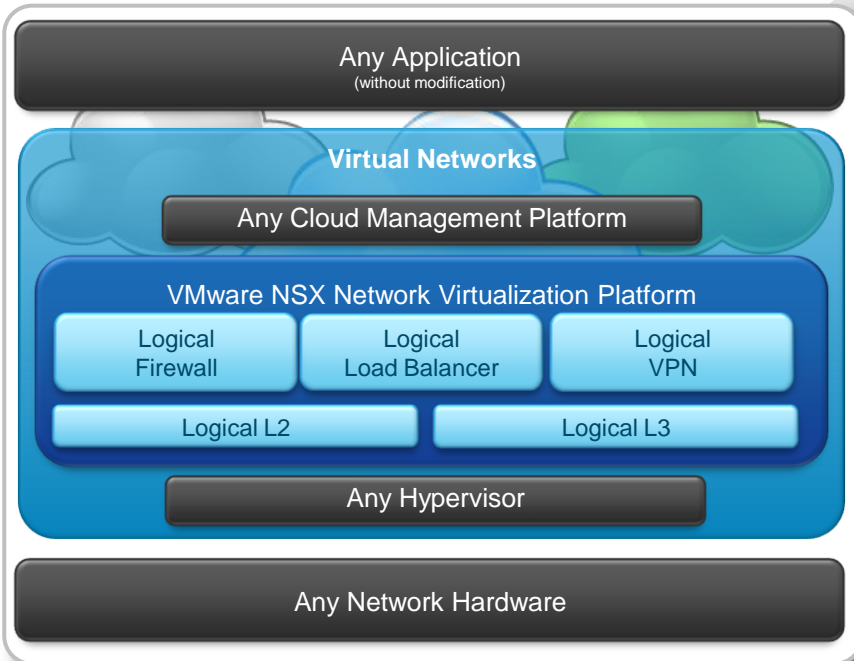 Any Application
(without modification)
Virtual Networks
Any Cloud Management Platform
VMware NSX Network Virtualization Platform
Logical
Firewall
Logical
Load Balancer
Logical
VPN
Logical L2
Logical L3
Any Hypervisor
Any Network Hardware